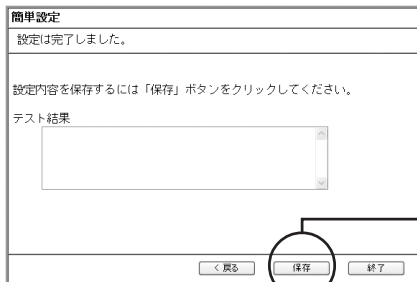 簡単設定
設定は完了しました。
設定内容を保存するには「保存」ボタンをクリックしてください。
テスト結果
< 戻る
保存
終了